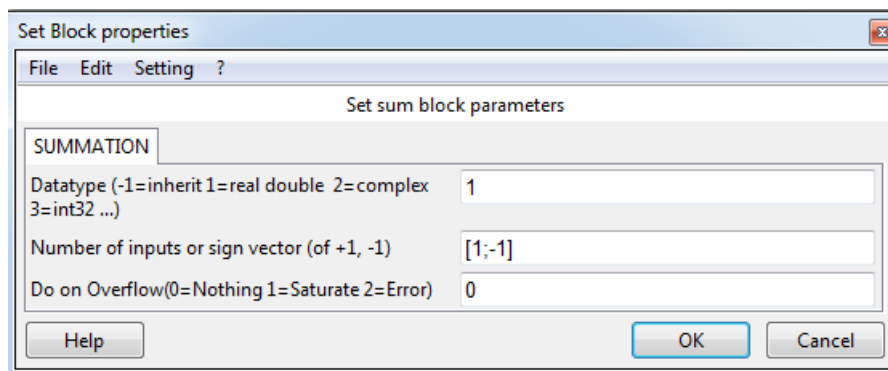 Set Block properties
File Edit Setting ?
Set sum block parameters
SUMMATION
Datatype (-1=inherit 1=real double 2=complex
3=int32 ...)
1
Number of inputs or sign vector (of +1, -1)
[1;-1]
Do on Overflow(0=Nothing 1=Saturate 2=Error)
0
Help
OK
Cancel